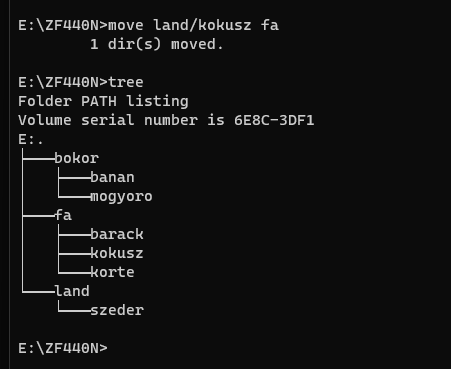 E:\ZF440N>move land/kokusz fa
        1 dir(s) moved.
E:\ZF440N>tree
Folder PATH listing
Volume serial number is 6E8C-3DF1
E:.
├───bokor
│   ├───banan
│   └───mogyoro
├───fa
│   ├───barack
│   ├───kokusz
│   └───korte
└───land
    └───szeder
E:\ZF440N>